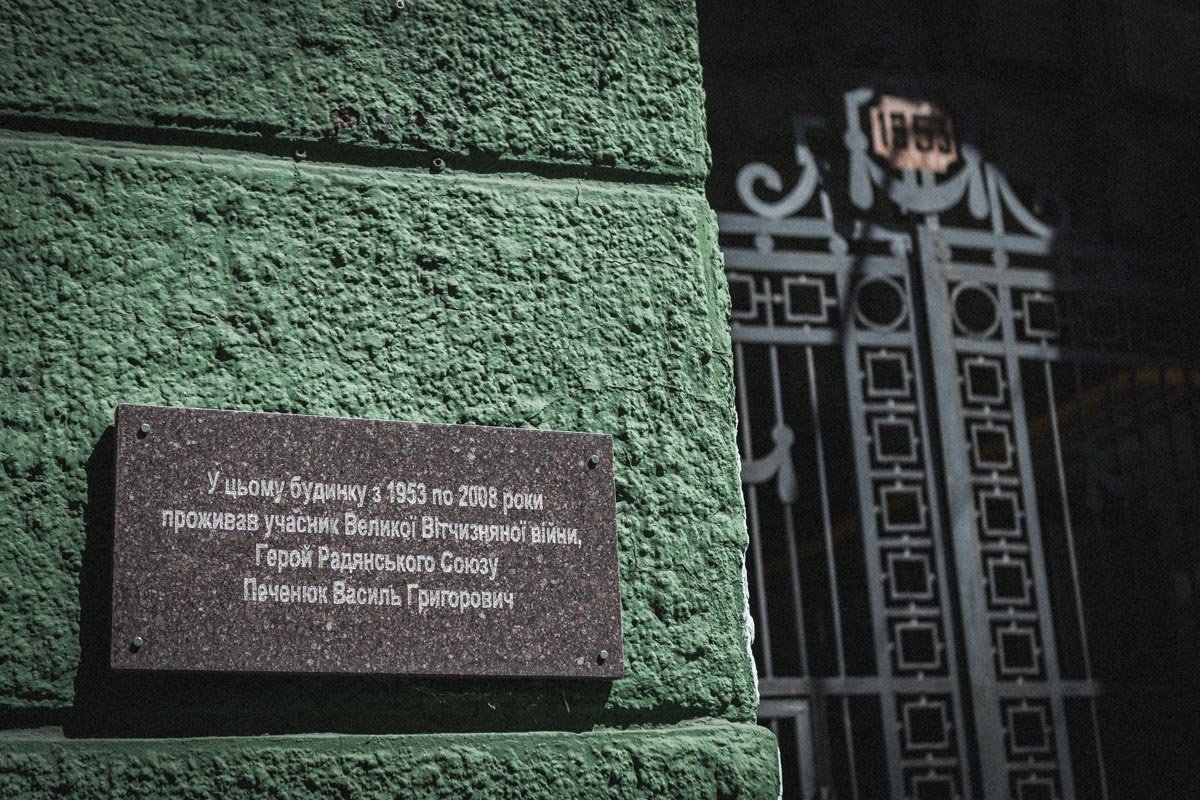 У цьому будинку з 1953 по 2008 роки
проживав учасник Великої Вітчизняної війни,
Герой Радянського Союзу
Печенюк Василь Григорович
1953